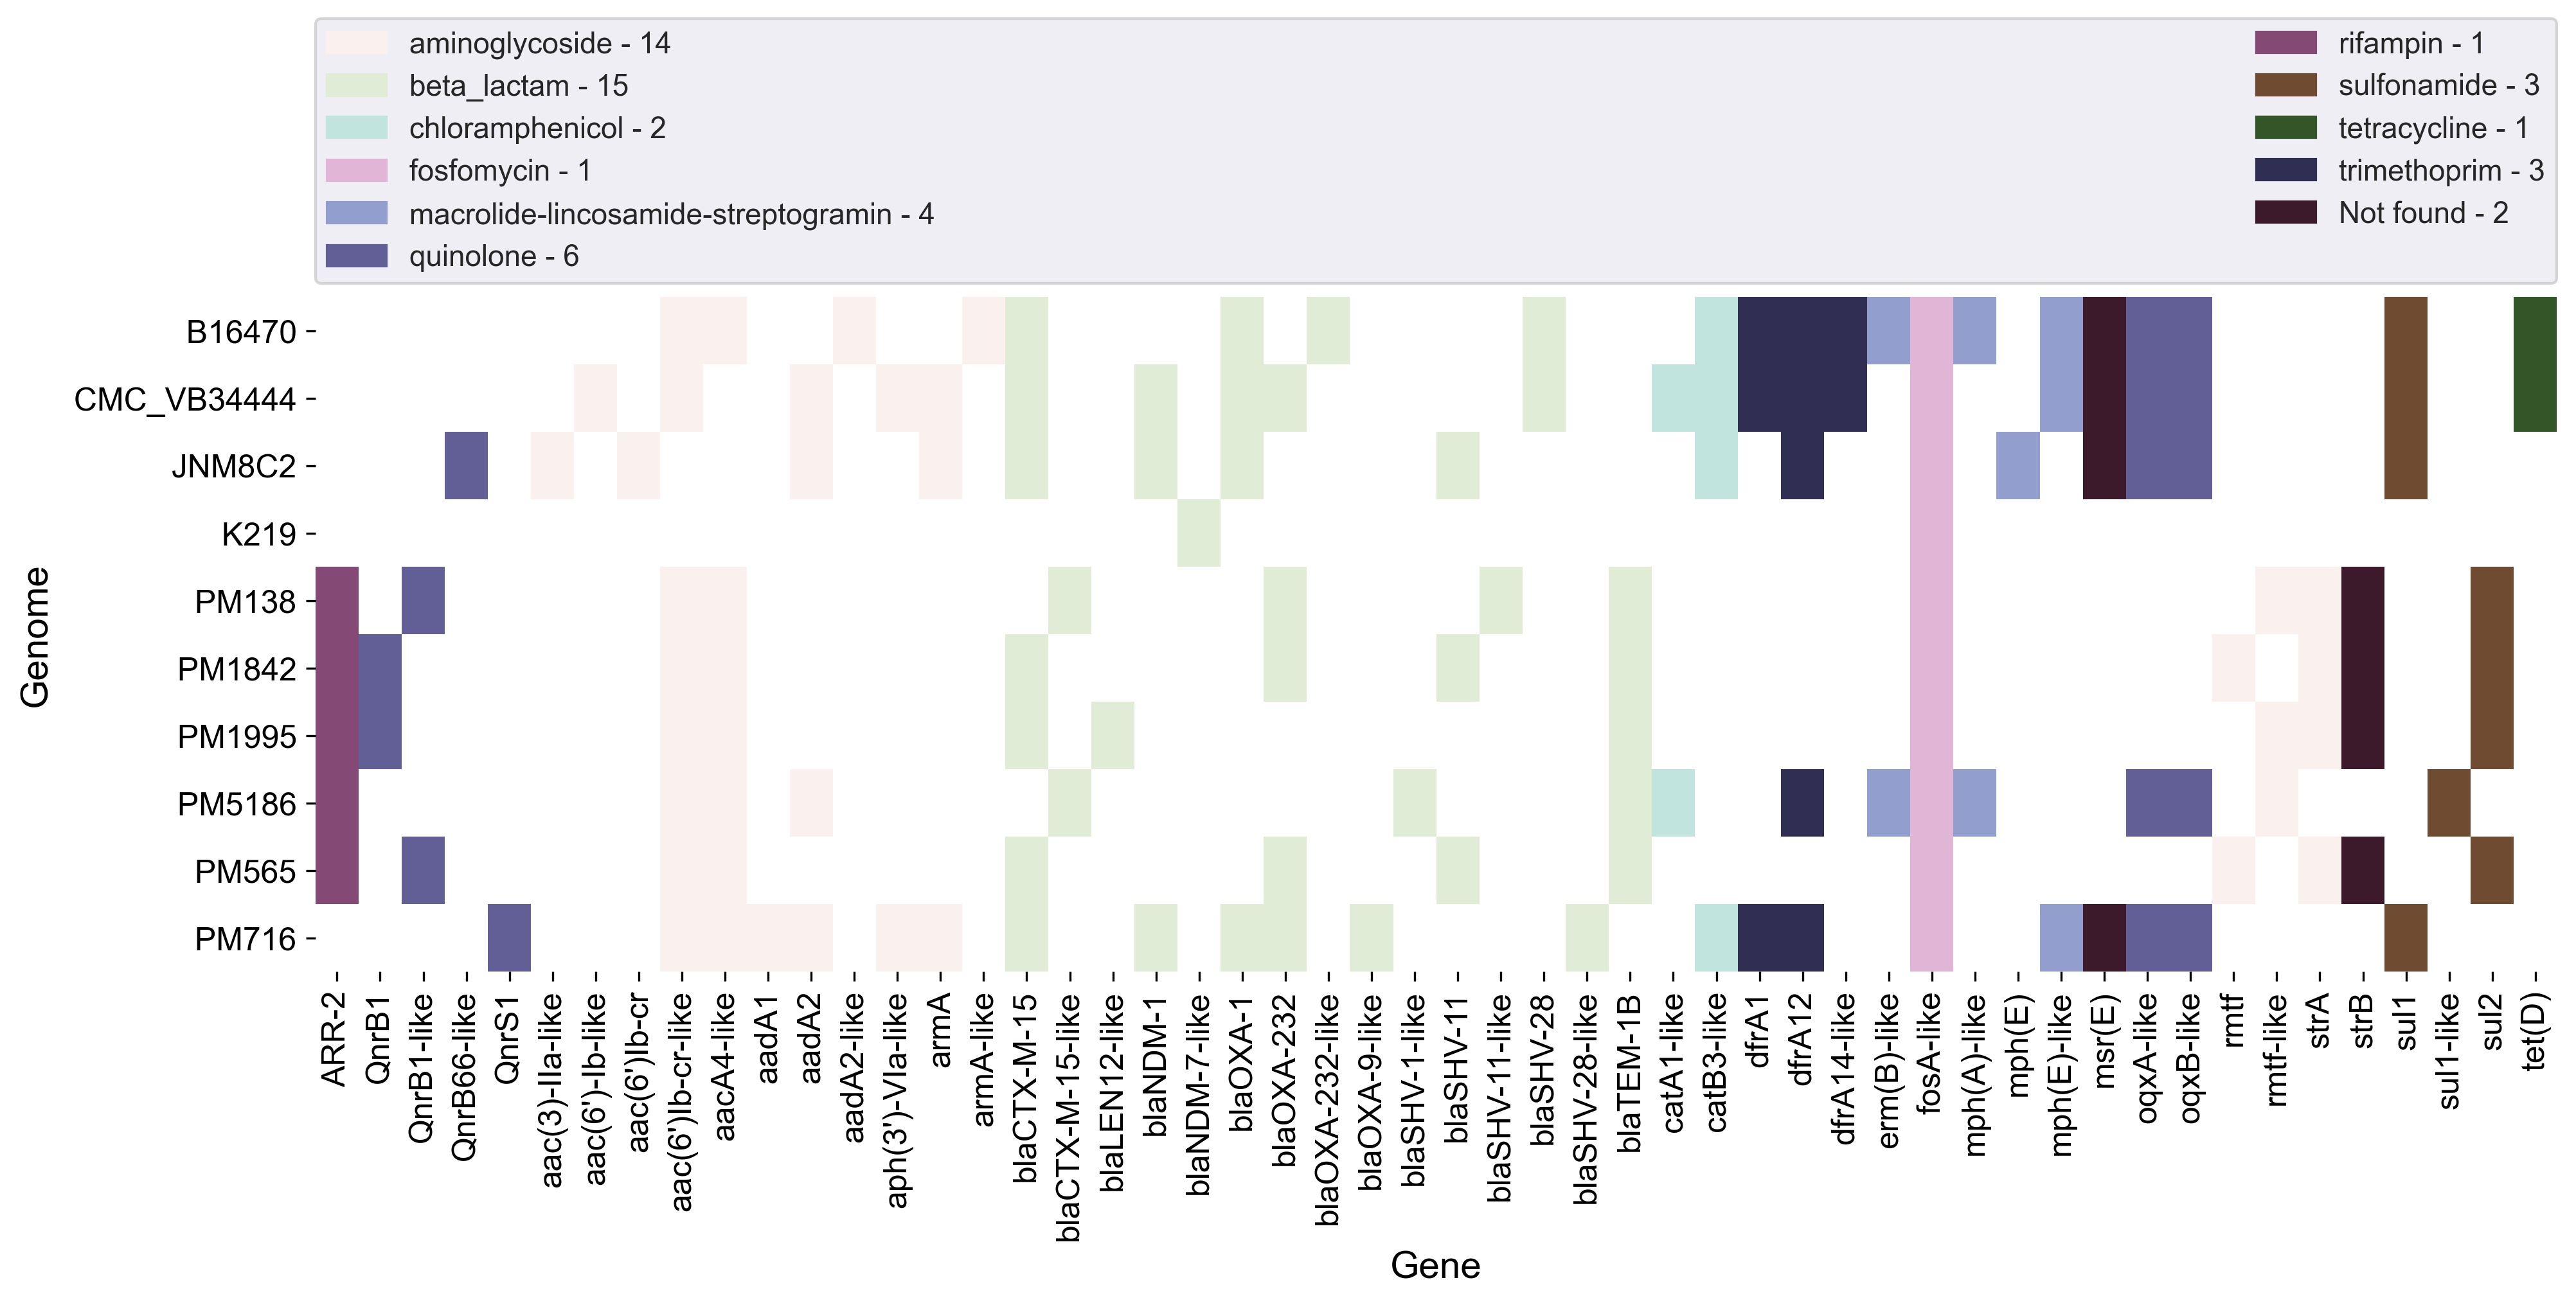 aminoglycoside - 14
beta_lactam - 15
chloramphenicol - 2
fosfomycin - 1
macrolide-lincosamide-streptogramin - 4
quinolone - 6
rifampin - 1
sulfonamide - 3
tetracycline - 1
trimethoprim - 3
Not found - 2
Genome
B16470
CMC_VB34444
JNM8C2
K219
PM138
PM1842
PM1995
PM5186
PM565
PM716
ARR-2
QnrB1
QnrB1-like
QnrB66-like
QnrS1
aac(3)-IIa-like
aac(6')-Ib-like
aac(6')Ib-cr
aac(6')Ib-cr-like
aacA4-like
aadA1
aadA2
aadA2-like
aph(3')-VIa-like
armA
armA-like
blaCTX-M-15
blaCTX-M-15-like
blaLEN12-like
blaNDM-1
blaNDM-7-like
blaOXA-1
blaOXA-232
blaOXA-232-like
blaOXA-9-like
blaSHV-1-like
blaSHV-11
blaSHV-11-like
blaSHV-28
blaSHV-28-like
blaTEM-1B
catA1-like
catB3-like
dfrA1
dfrA12
dfrA14-like
erm(B)-like
fosA-like
mph(A)-like
mph(E)
mph(E)-like
msr(E)
oqxA-like
oqxB-like
rmtf
rmtf-like
strA
strB
sul1
sul1-like
sul2
tet(D)
Gene